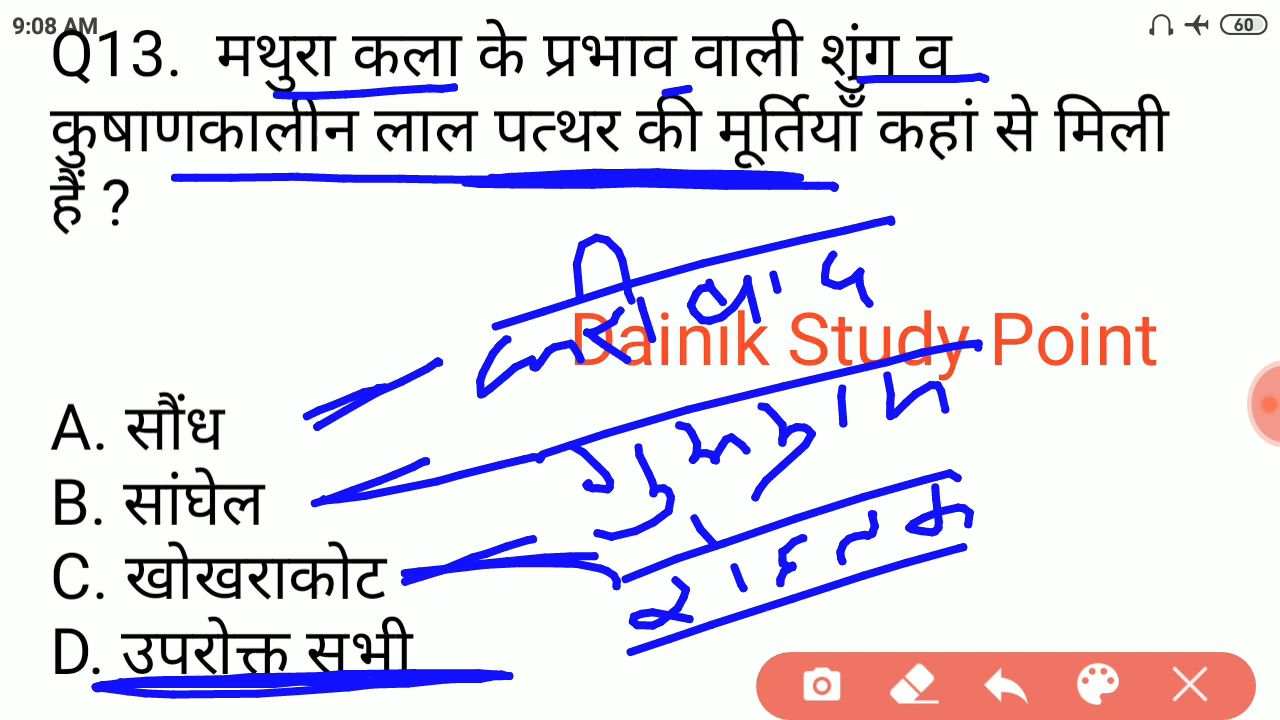 9:08 AM
60
Q13. मथुरा कला के प्रभाव वाली शुंग व
कुषाणकालीन लाल पत्थर की मूर्तियाँ कहां से मिली
हैं ?
Dainik Study Point
A. सौंध
B. सांघेल
C. खोखराकोट
D. उपरोक्त सभी